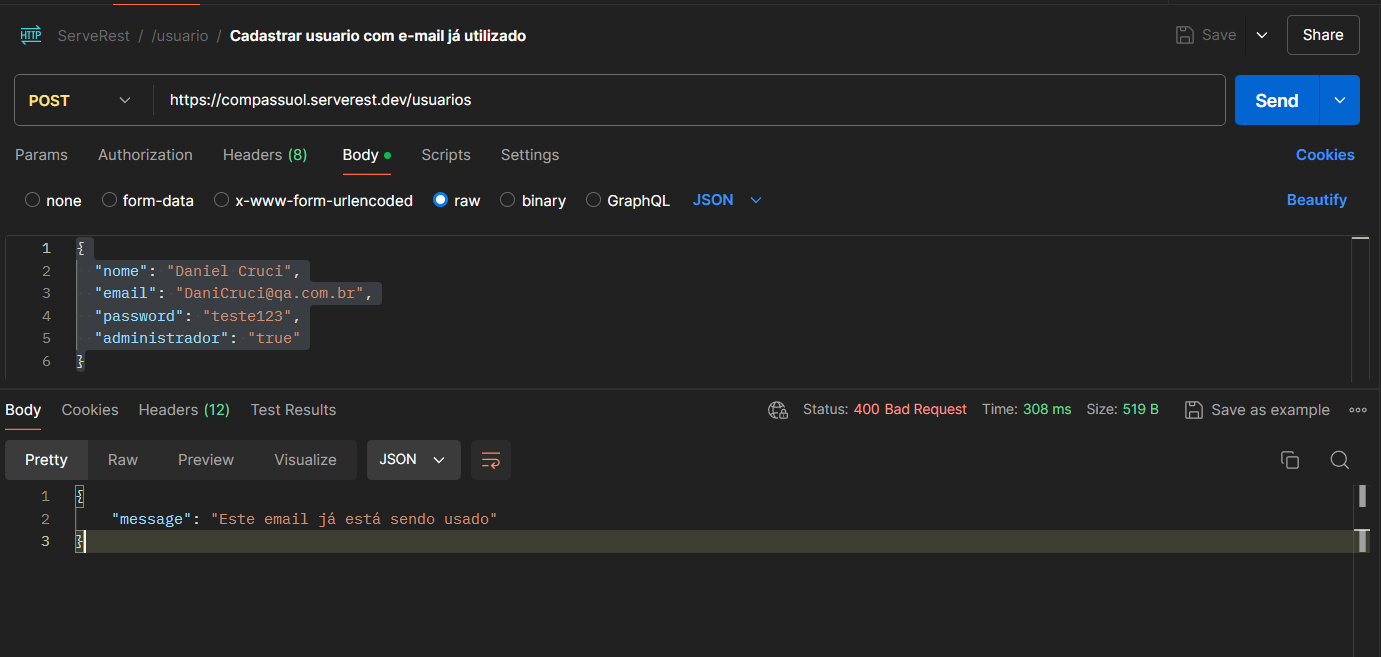 HTTP ServeRest / /usuario / Cadastrar usuario com e-mail já utilizado Save Share
POST https://compassuol.serverest.dev/usuarios Send
Params Authorization Headers (8) Body Scripts Settings Cookies
none form-data x-www-form-urlencoded raw binary GraphQL JSON Beautify
1 {
2 "nome": "Daniel Cruci",
3 "email": "DaniCruci@qa.com.br",
4 "password": "teste123",
5 "administrador": "true"
6 }
Body Cookies Headers (12) Test Results Status: 400 Bad Request Time: 308 ms Size: 519 B Save as example
Pretty Raw Preview Visualize JSON
1 {
2 "message": "Este email já está sendo usado"
3 }